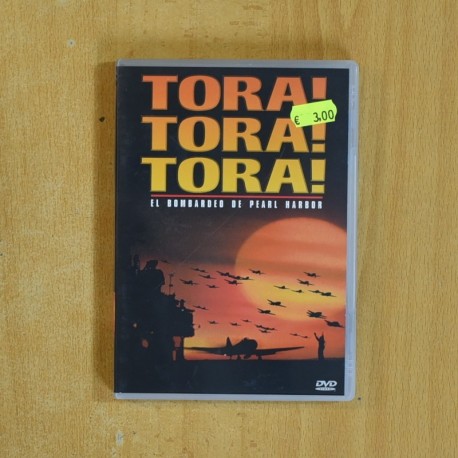 TORA!
€ 3.00
TORA!
TORA!
EL BOMBARDEO DE PEARL HARBOR
DVD